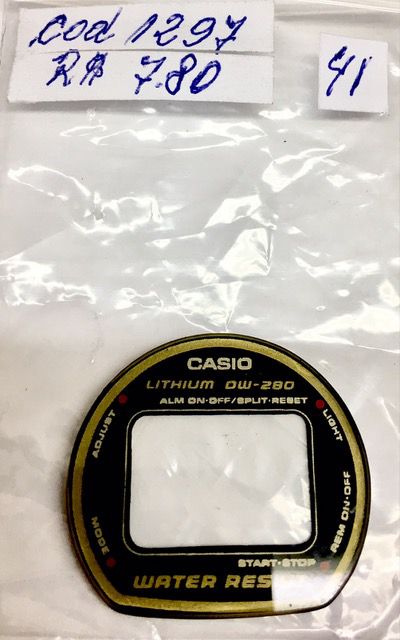 cod 1297
R$ 7.80
41
CASIO
LITHIUM DW-280
ALM ON·OFF/SPLIT·RESET
ADJUST
LIGHT
MODE
REM ON·OFF
START·STOP
WATER